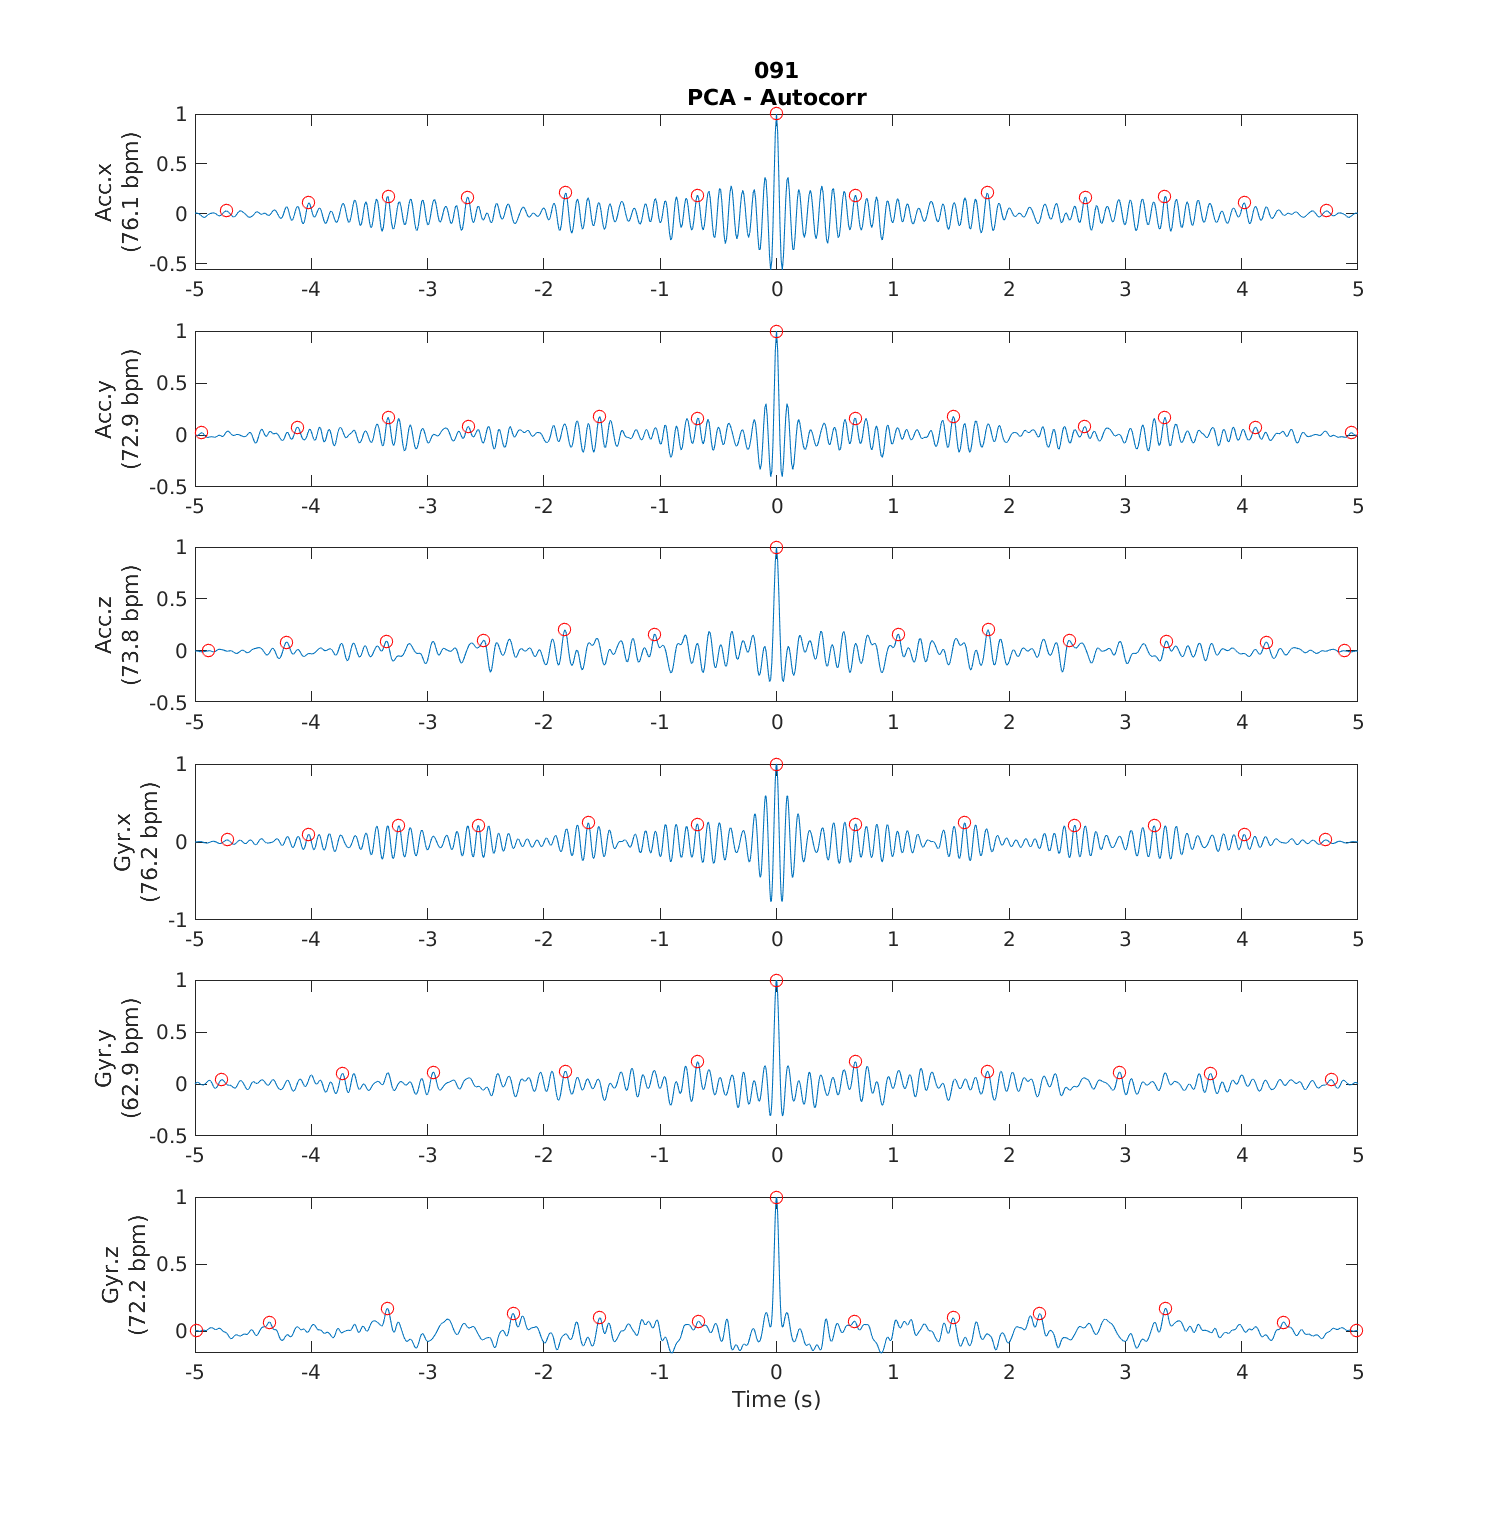 091
PCA - Autocorr
Acc.x
(76.1 bpm)
1
0.5
0
-0.5
-5 -4 -3 -2 -1 0 1 2 3 4 5
Acc.y
(72.9 bpm)
1
0.5
0
-0.5
-5 -4 -3 -2 -1 0 1 2 3 4 5
Acc.z
(73.8 bpm)
1
0.5
0
-0.5
-5 -4 -3 -2 -1 0 1 2 3 4 5
Gyr.x
(76.2 bpm)
1
0
-1
-5 -4 -3 -2 -1 0 1 2 3 4 5
Gyr.y
(62.9 bpm)
1
0.5
0
-0.5
-5 -4 -3 -2 -1 0 1 2 3 4 5
Gyr.z
(72.2 bpm)
1
0.5
0
-5 -4 -3 -2 -1 0 1 2 3 4 5
Time (s)